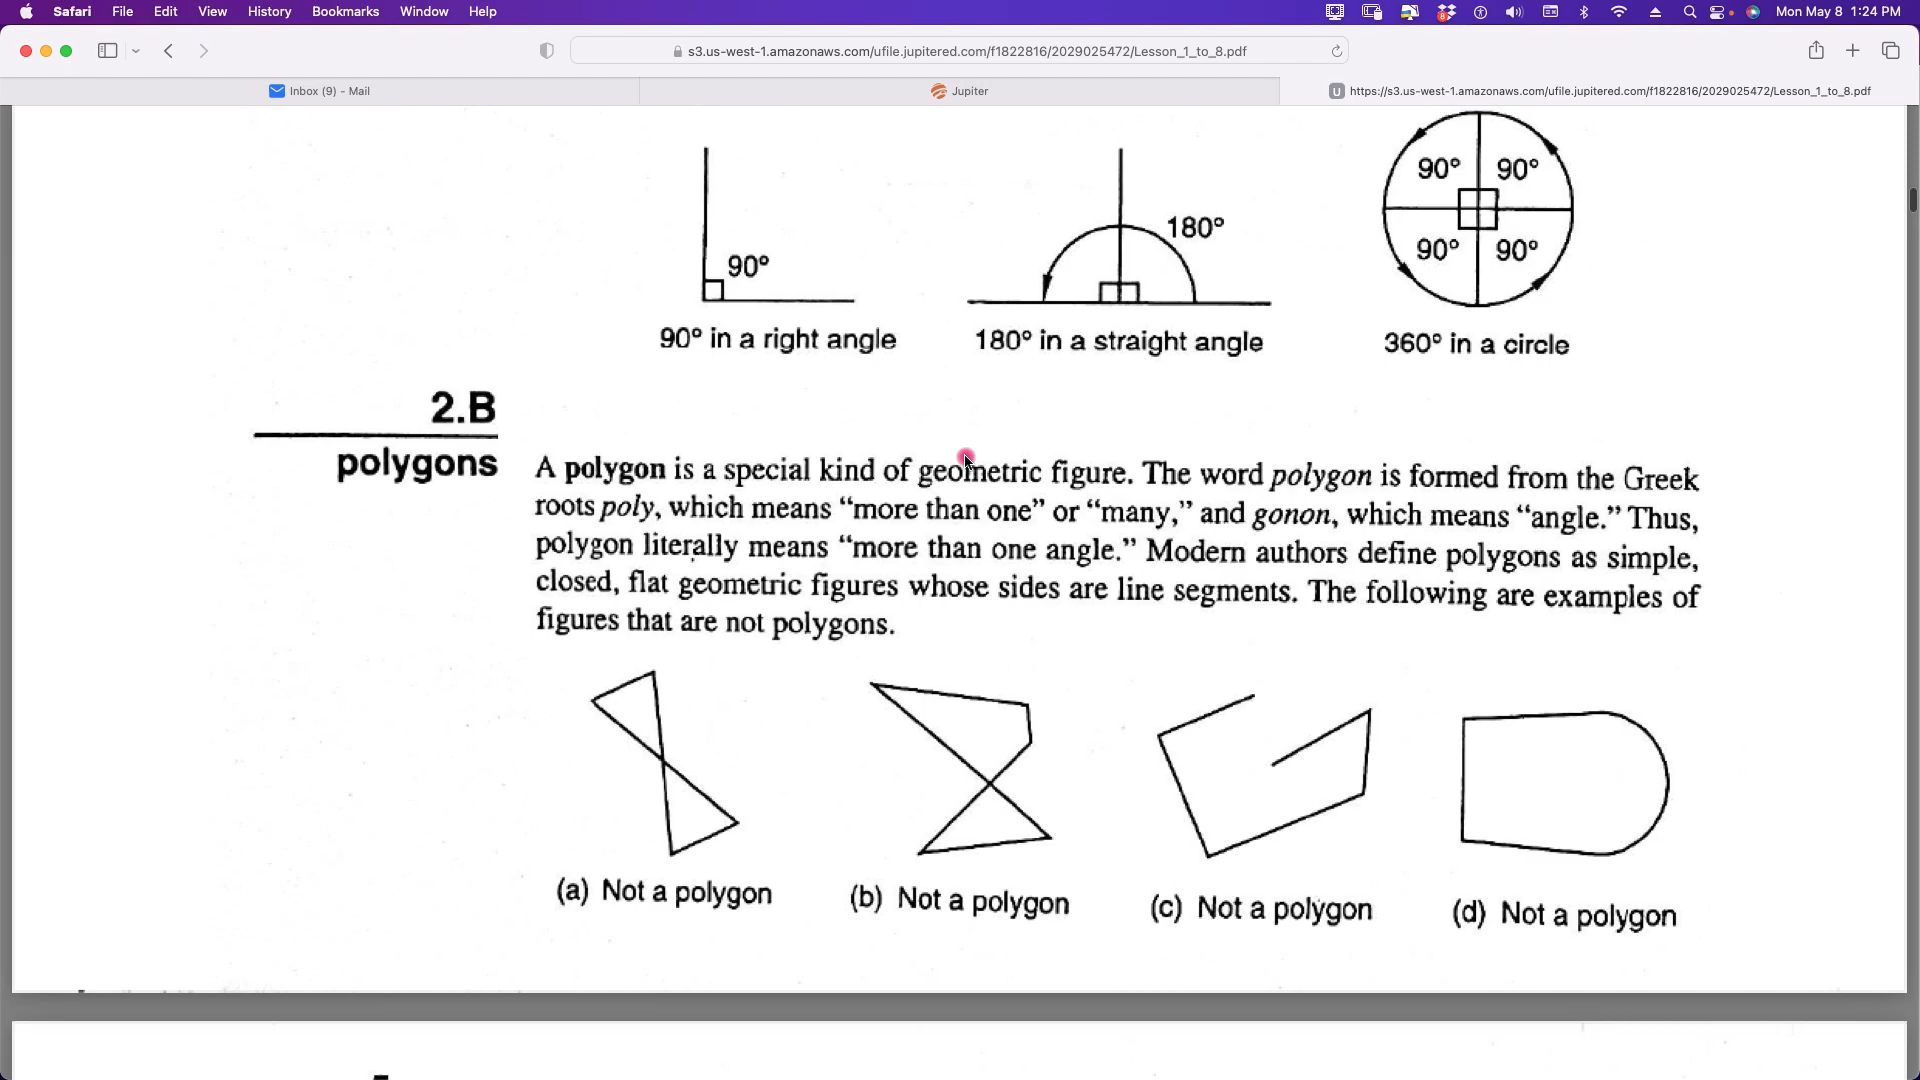 Safari File Edit View History Bookmarks Window Help Mon May 8 1:24 PM
s3.us-west-1.amazonaws.com/ufile.jupitered.com/f1822816/2029025472/Lesson_1_to_8.pdf
Inbox (9) - Mail
Jupiter
U https://s3.us-west-1.amazonaws.com/ufile.jupitered.com/f1822816/2029025472/Lesson_1_to_8.pdf
90°
180°
90° 90°
90° 90°
90° in a right angle
180° in a straight angle
360° in a circle
2.B
polygons
A polygon is a special kind of geometric figure. The word polygon is formed from the Greek
roots poly, which means “more than one” or “many,” and gonon, which means “angle.” Thus,
polygon literally means “more than one angle.” Modern authors define polygons as simple,
closed, flat geometric figures whose sides are line segments. The following are examples of
figures that are not polygons.
(a) Not a polygon
(b) Not a polygon
(c) Not a polygon
(d) Not a polygon